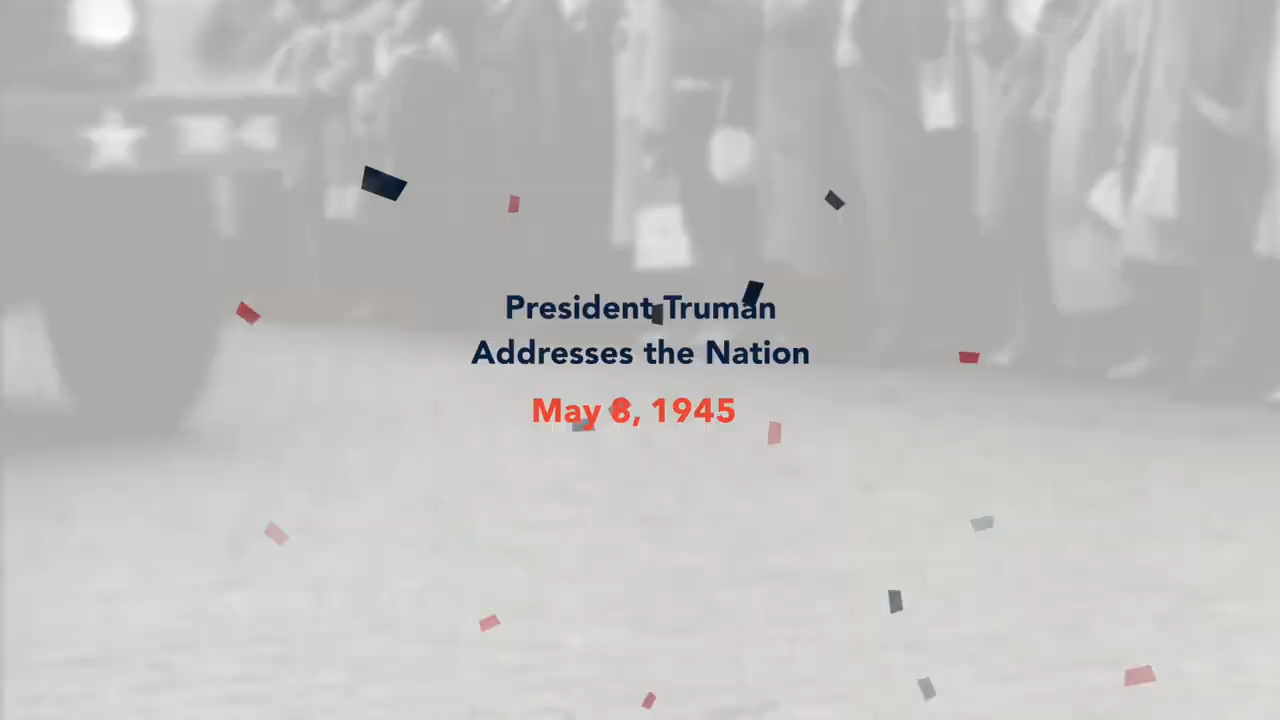 President Truman
Addresses the Nation
May 8, 1945